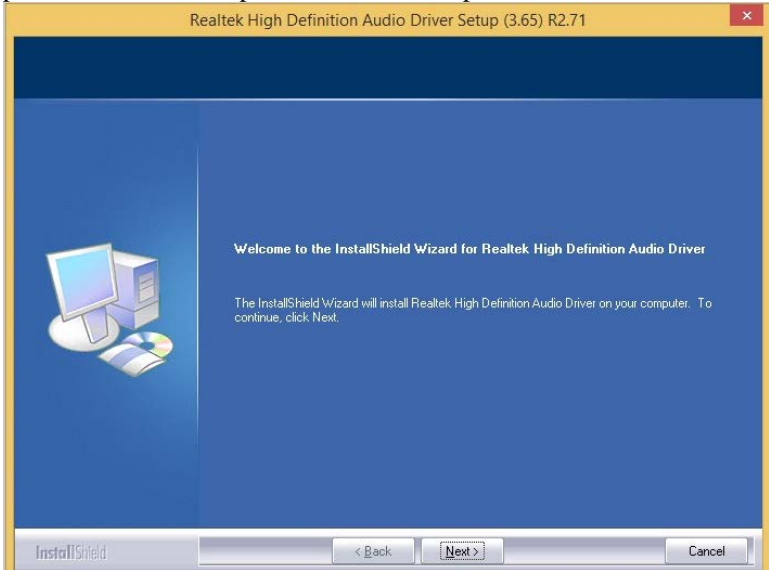 Realtek High Definition Audio Driver Setup (3.65) R2.71
Welcome to the InstallShield Wizard for Realtek High Definition Audio Driver
The InstallShield Wizard will install Realtek High Definition Audio Driver on your computer. To
continue, click Next.
InstallShield
< Back
Next >
Cancel